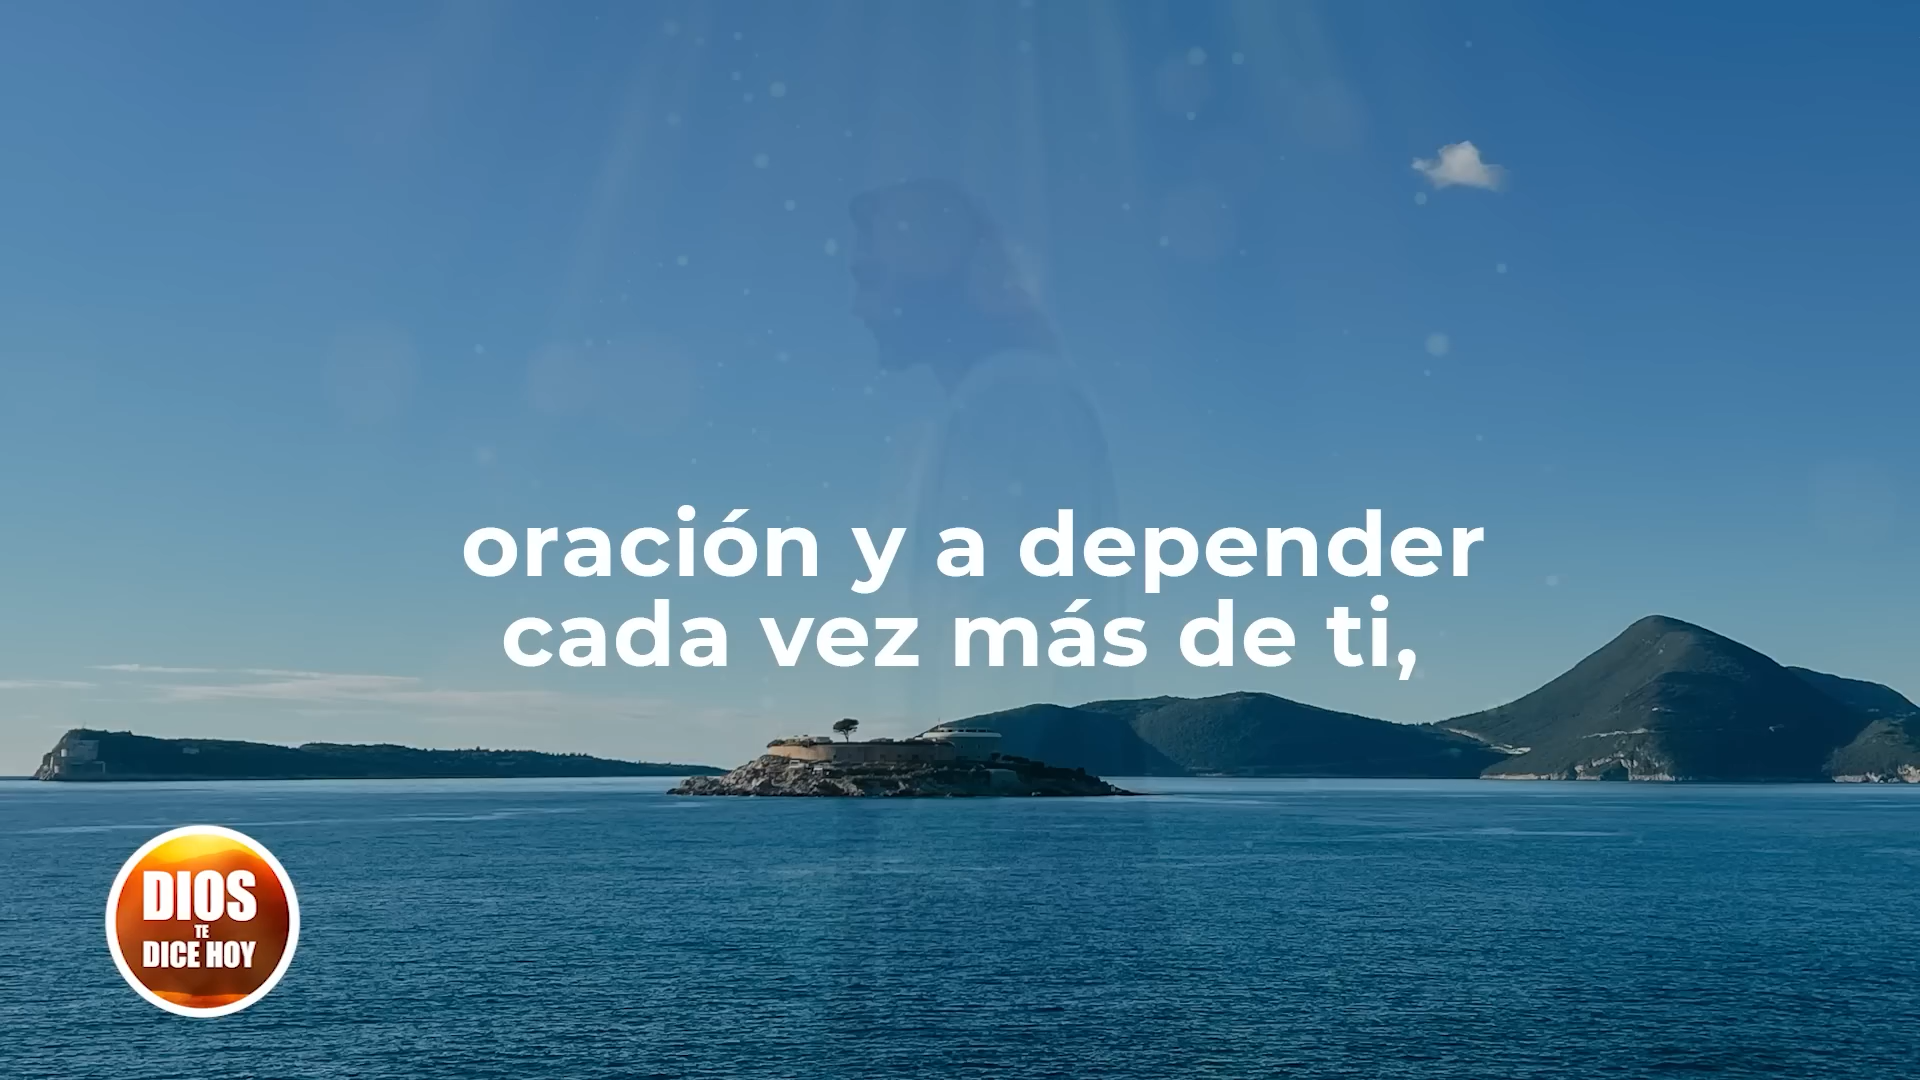 oración y a depender
cada vez más de ti,
DIOS
TE
DICE HOY